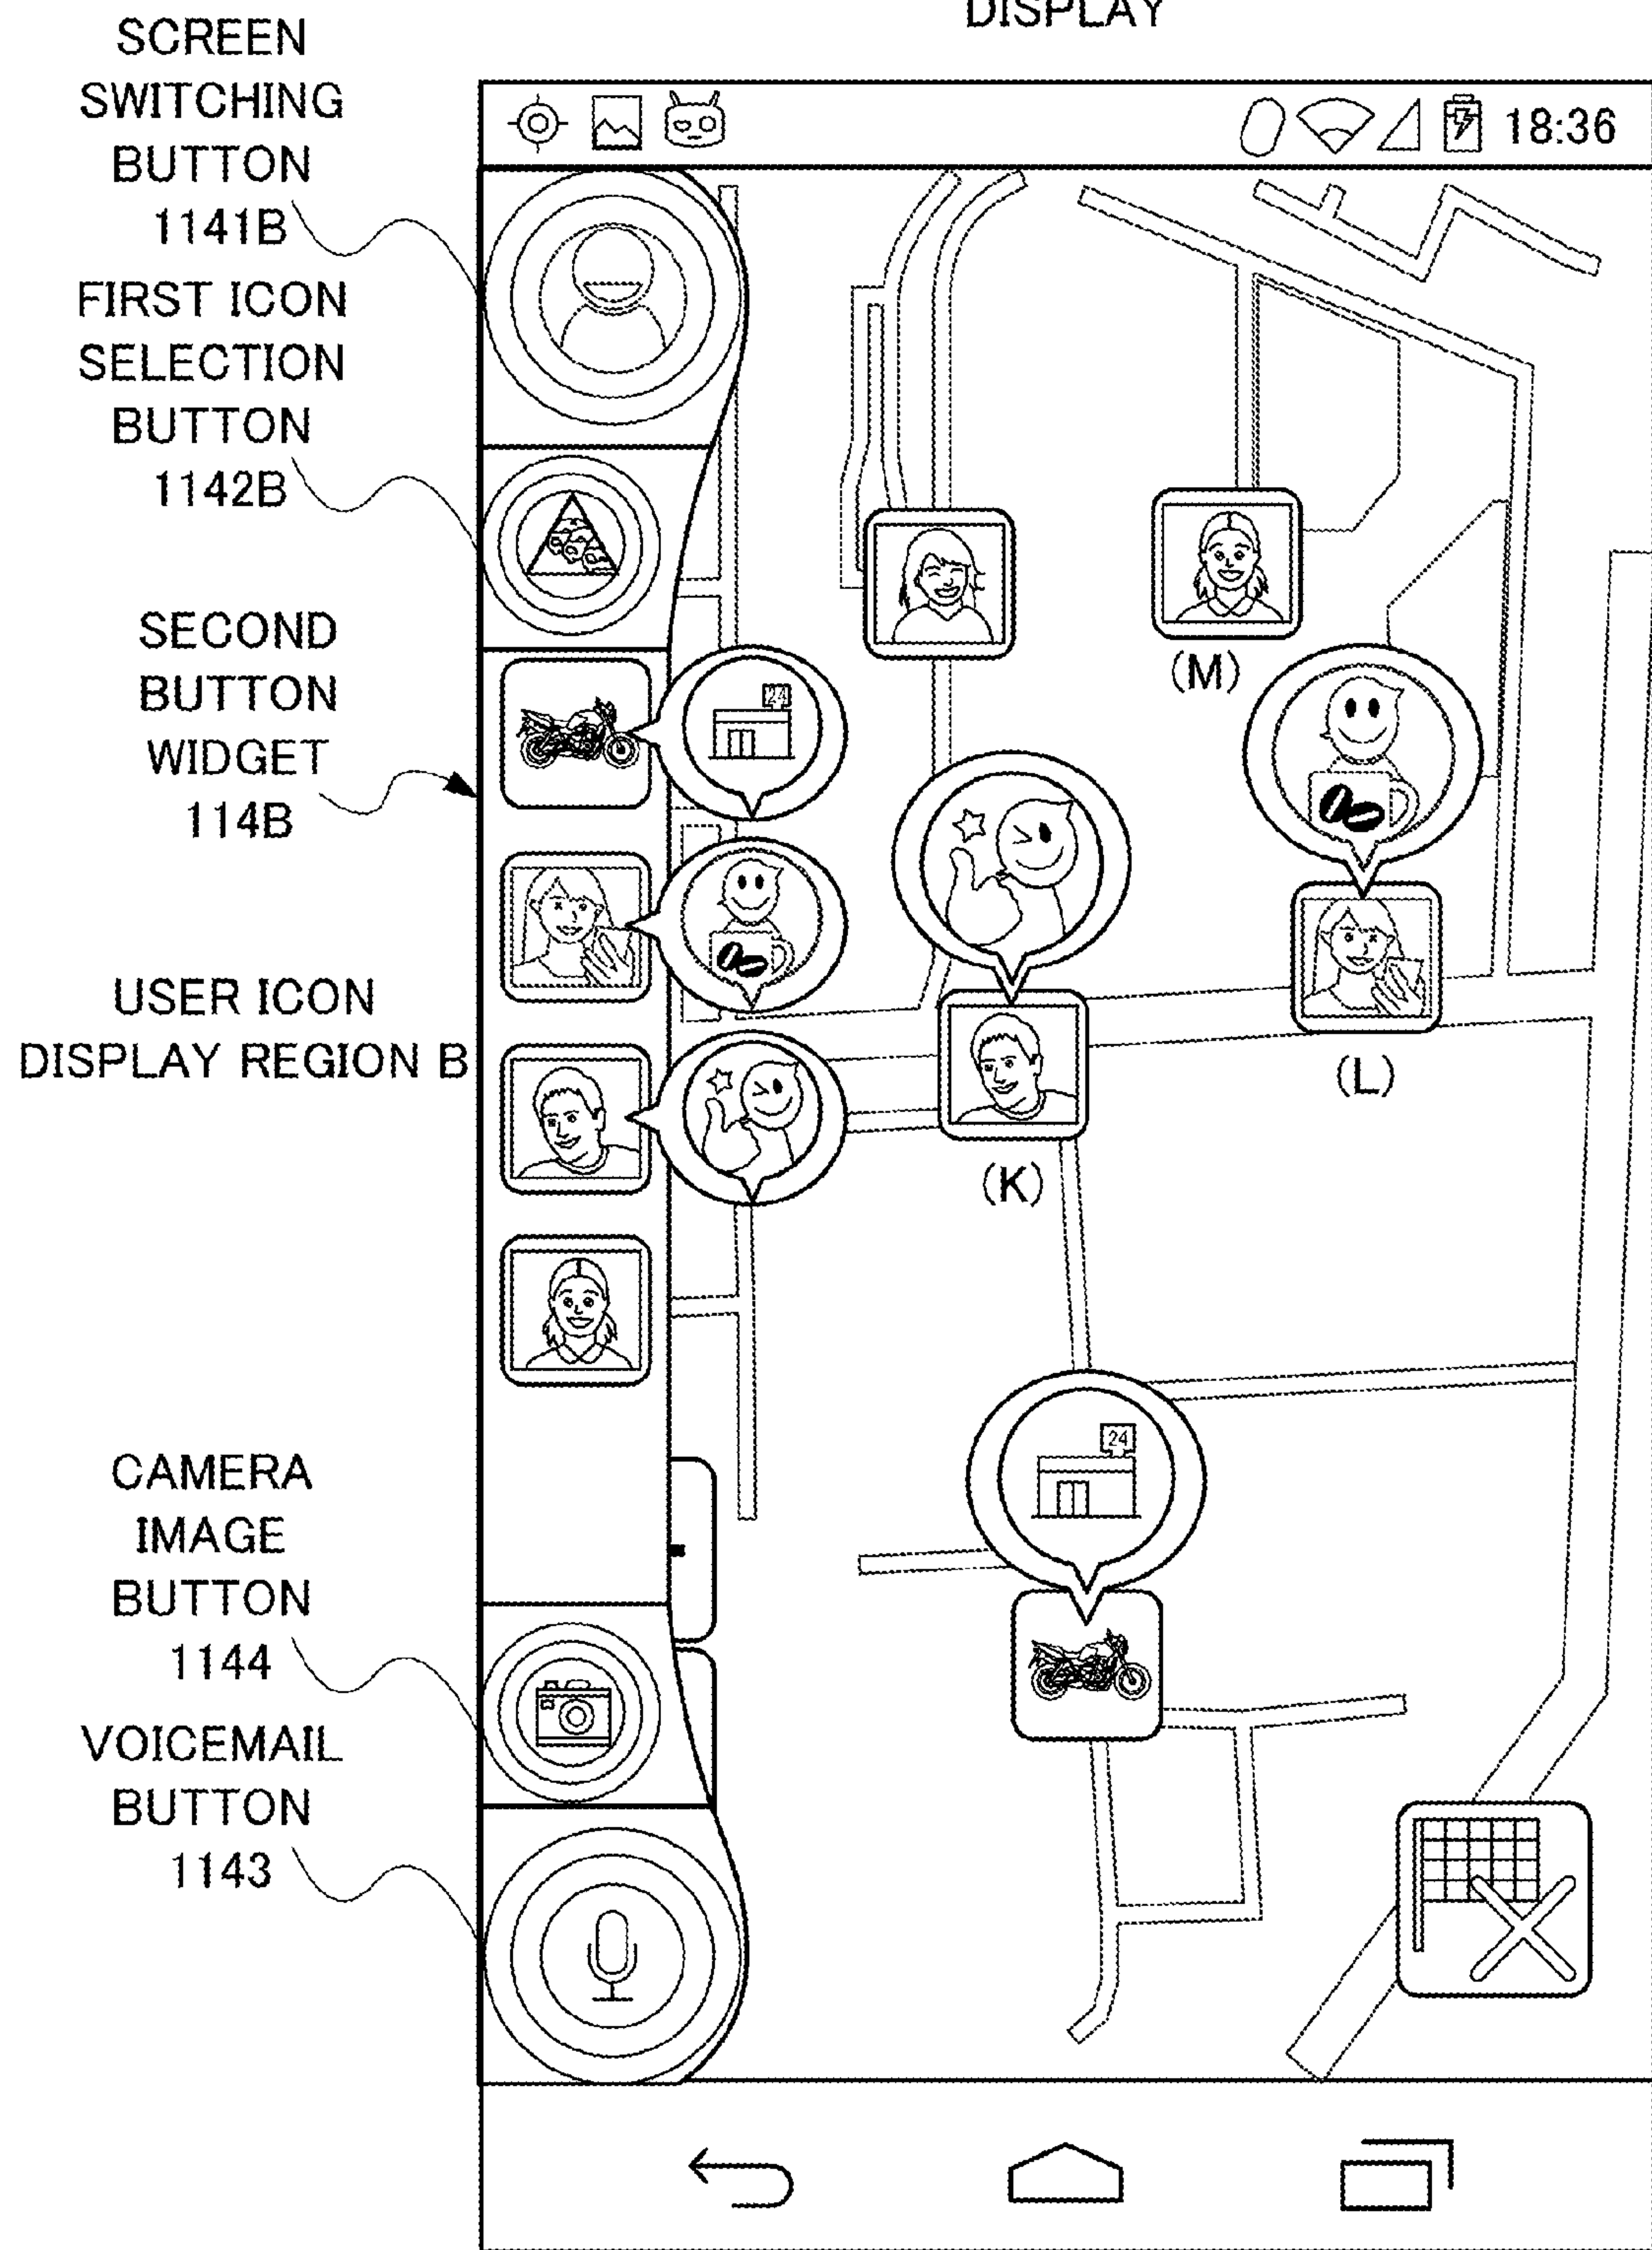 DISPLAY
SCREEN
SWITCHING
BUTTON
1141B
FIRST ICON
SELECTION
BUTTON
1142B
SECOND
BUTTON
WIDGET
114B
USER ICON
DISPLAY REGION B
CAMERA
IMAGE
BUTTON
1144
VOICEMAIL
BUTTON
1143
18:36
(M)
24
(L)
(K)
24